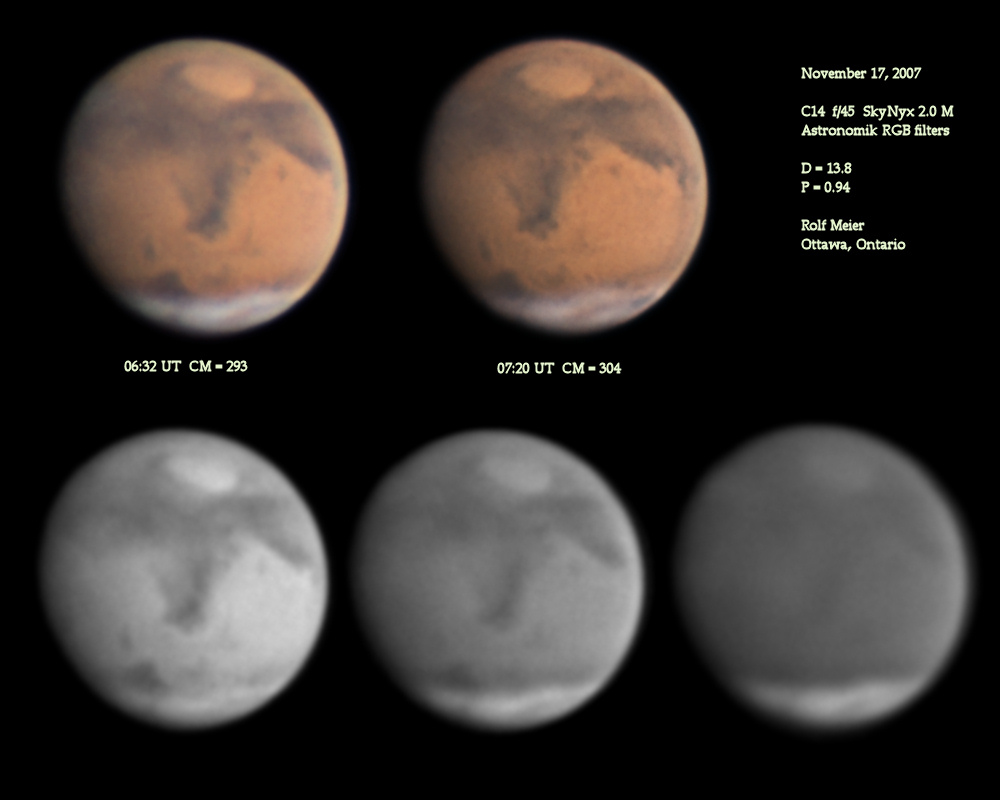 November 17, 2007
C14 f/45 SkyNyx 2.0 M
Astronomik RGB filters
D = 13.8
P = 0.94
Rolf Meier
Ottawa, Ontario
06:32 UT CM = 293
07:20 UT CM = 304